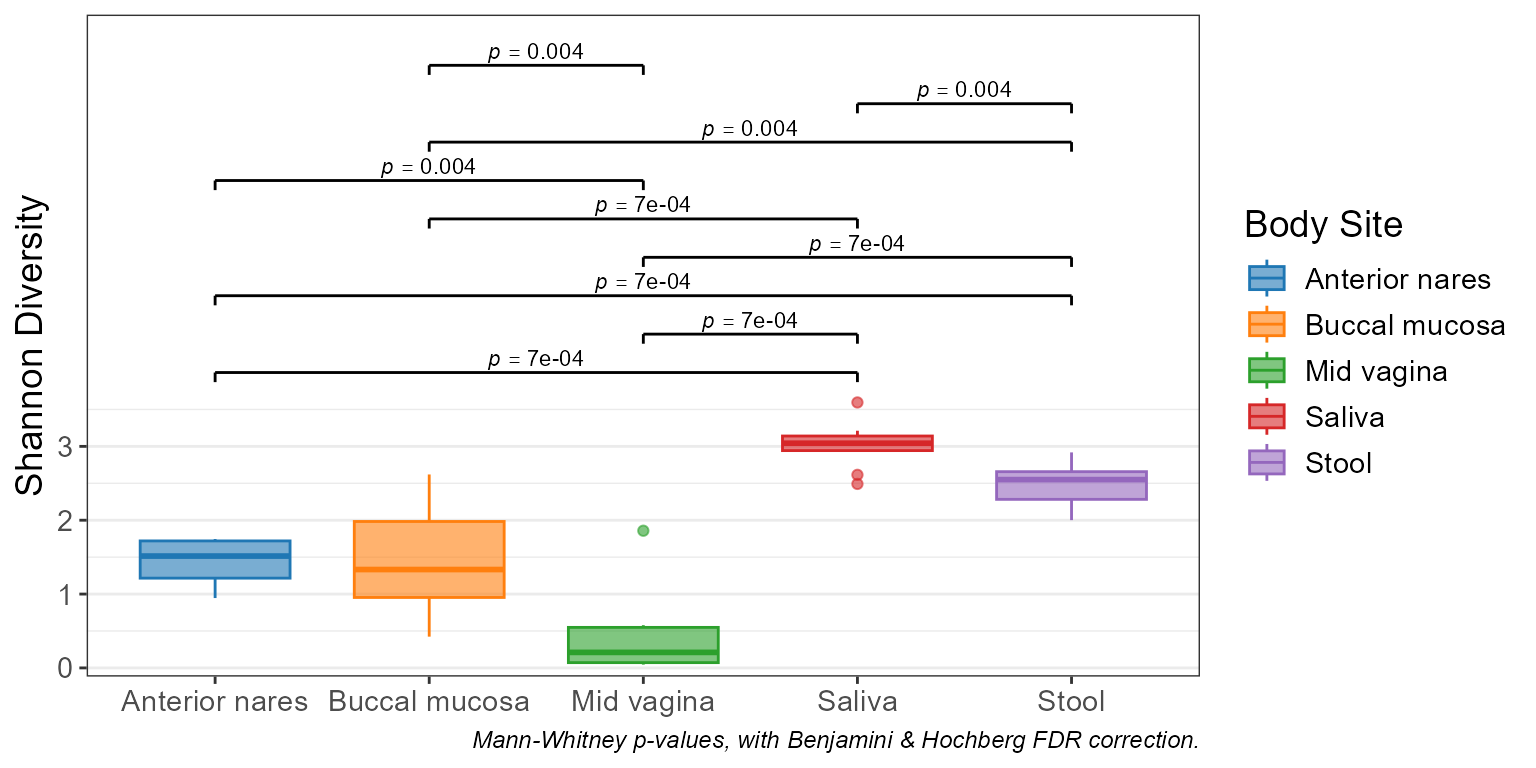 p = 0.004
p = 0.004
p = 0.004
p = 0.004
p = 7e-04
p = 7e-04
p = 7e-04
p = 7e-04
p = 7e-04
Shannon Diversity
3
2
1
0
Anterior nares
Buccal mucosa
Mid vagina
Saliva
Stool
Mann-Whitney p-values, with Benjamini & Hochberg FDR correction.
Body Site
Anterior nares
Buccal mucosa
Mid vagina
Saliva
Stool